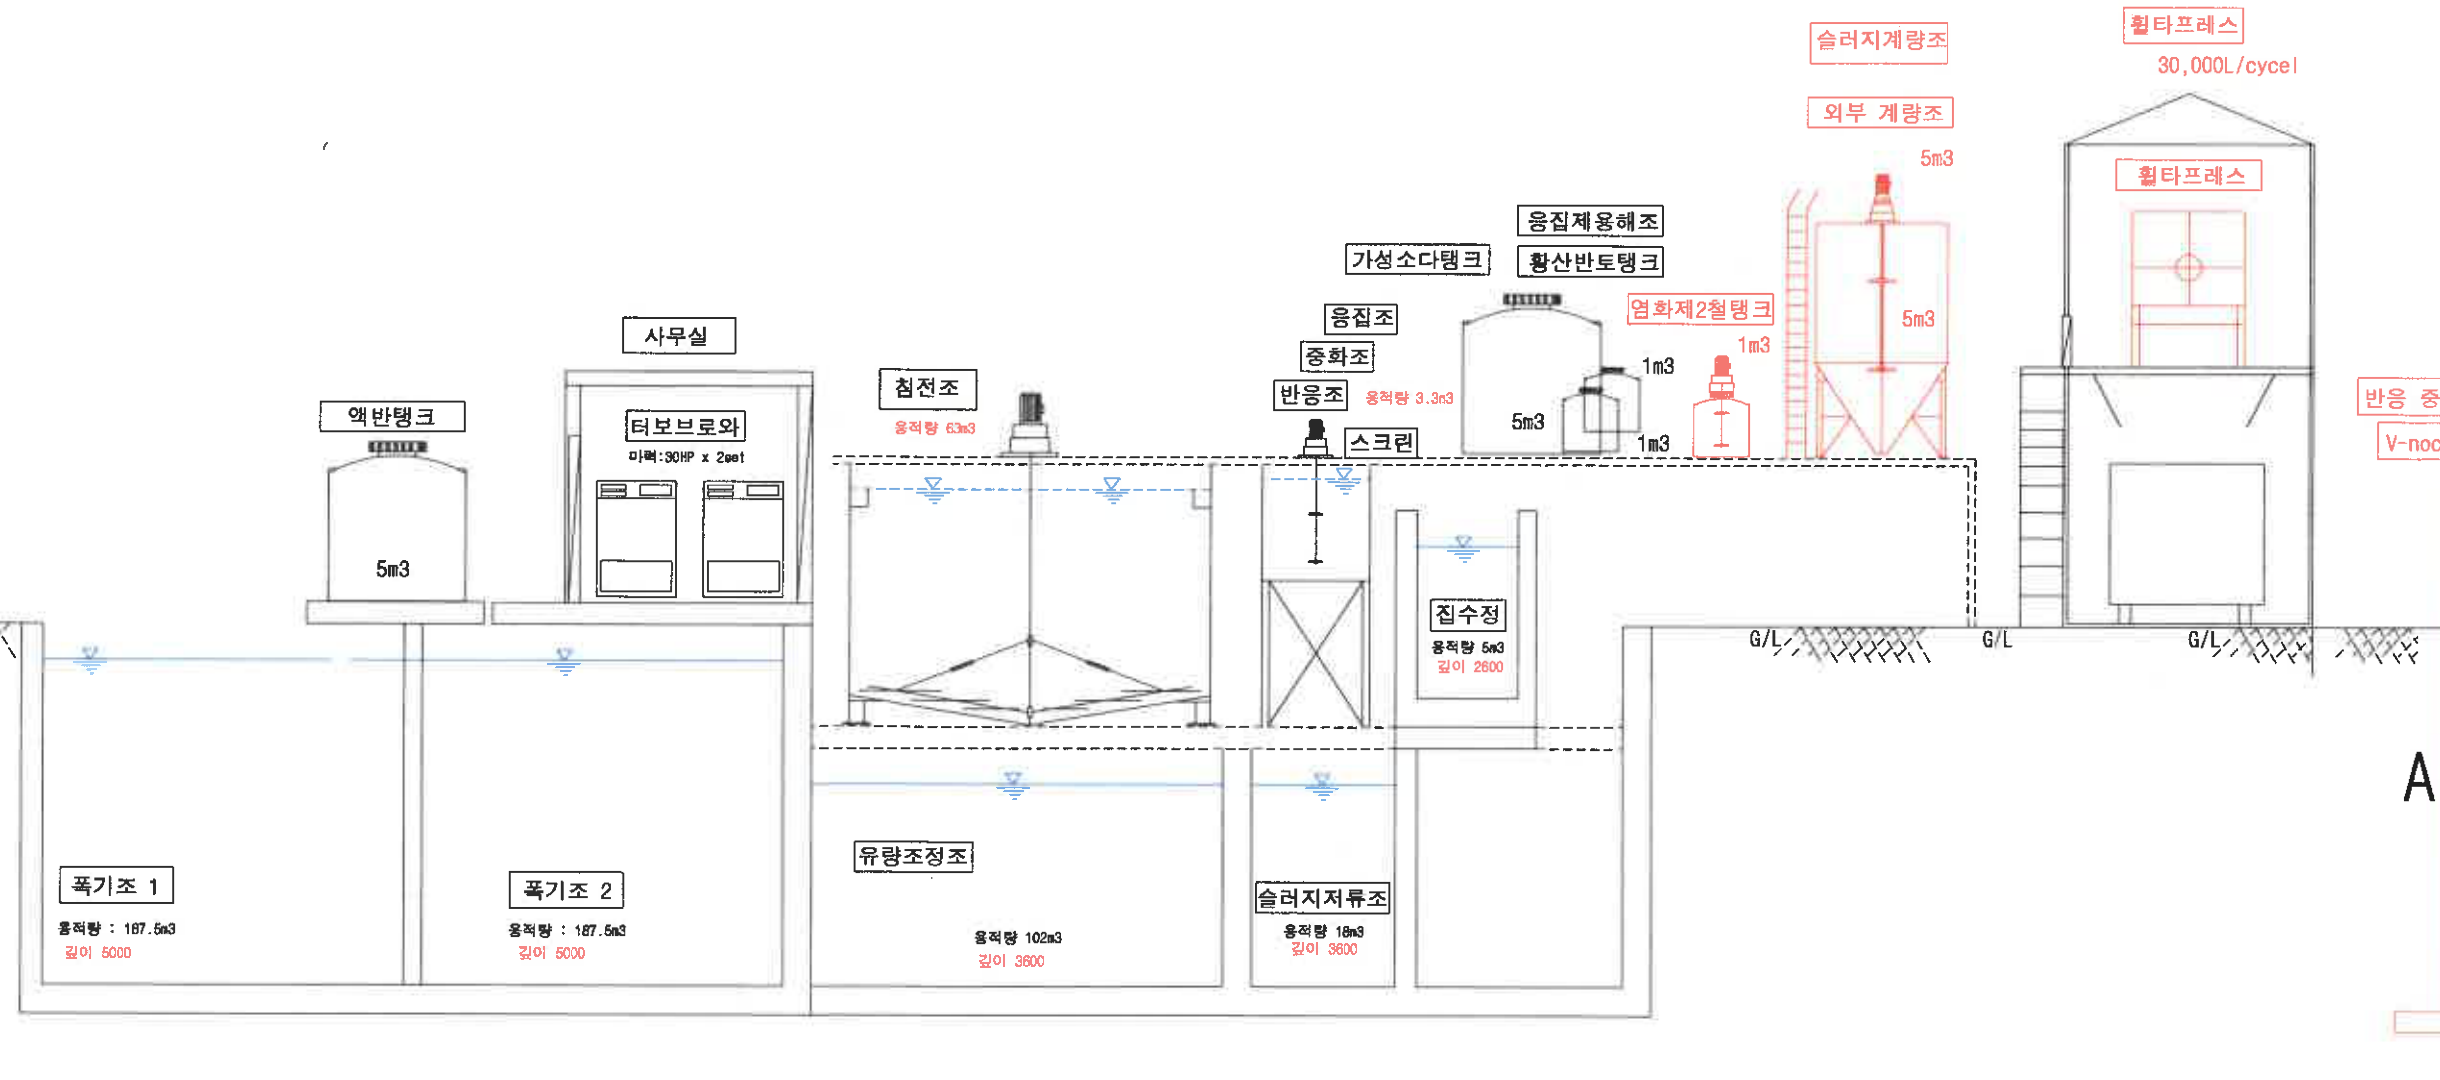 슬러지계량조
휠타프레스
30,000L/cycel
외부 계량조
5m3
휠타프레스
응집제용해조
가성소다탱크
황산반토탱크
염화제2철탱크
1m3
5m3
응집조
중화조
반응조
용적량 3.3m3
스크린
5m3
1m3
1m3
사무실
침전조
용적량 63m3
액반탱크
5m3
터보브로와
마력:30HP x 2set
반응 중
V-noc
집수정
용적량 5m3
깊이 2600
G/L
G/L
G/L
A
폭기조 1
용적량 : 187.5m3
깊이 5000
폭기조 2
용적량 : 187.5m3
깊이 5000
유량조정조
용적량 102m3
깊이 3600
슬러지저류조
용적량 18m3
깊이 3600